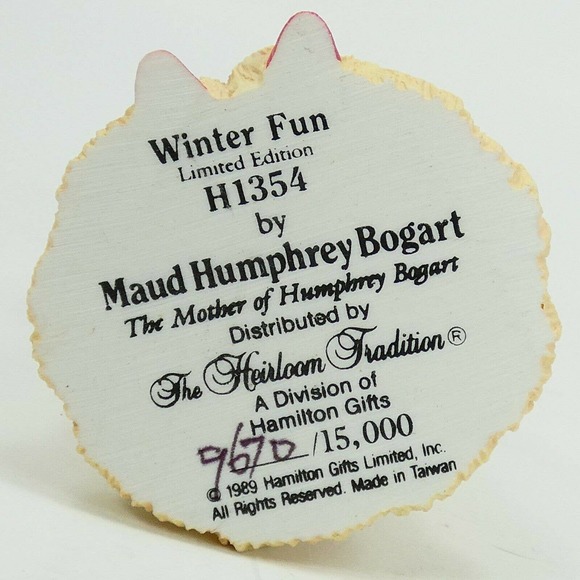 Winter Fun
Limited Edition
H1354
by
Maud Humphrey Bogart
The Mother of Humphrey Bogart
Distributed by
The Heirloom Tradition®
A Division of
Hamilton Gifts
9670/15,000
© 1989 Hamilton Gifts Limited, Inc.
All Rights Reserved. Made in Taiwan